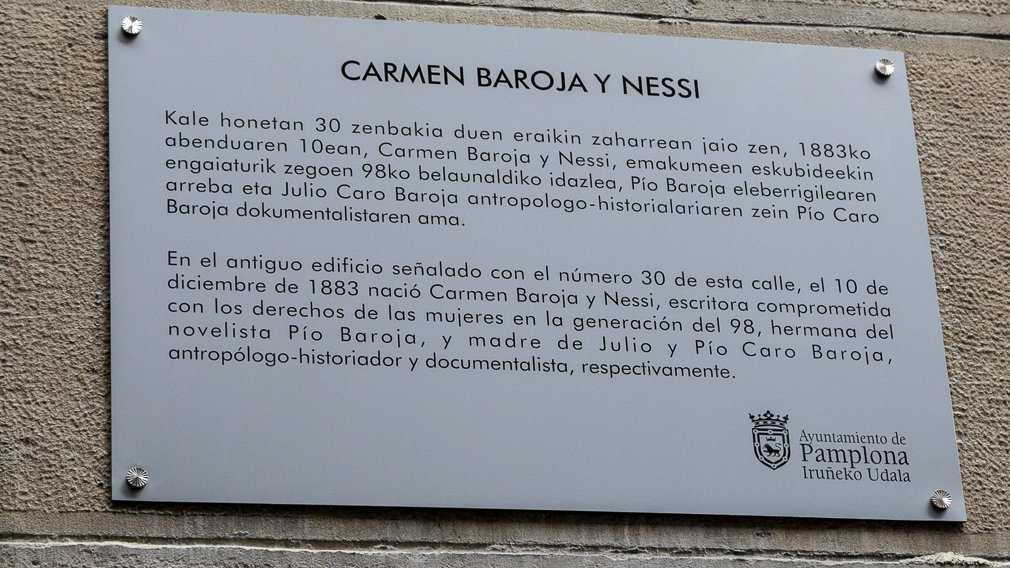 CARMEN BAROJA Y NESSI
Kale honetan 30 zenbakia duen eraikin zaharrean jaio zen, 1883ko
abenduaren 10ean, Carmen Baroja y Nessi, emakumeen eskubideekin
engaiaturik zegoen 98ko belaunaldiko idazlea, Pío Baroja eleberrigilearen
arreba eta Julio Caro Baroja antropologo-historialariaren zein Pío Caro
Baroja dokumentalistaren ama.
En el antiguo edificio señalado con el número 30 de esta calle, el 10 de
diciembre de 1883 nació Carmen Baroja y Nessi, escritora comprometida
con los derechos de las mujeres en la generación del 98, hermana del
novelista Pío Baroja, y madre de Julio y Pío Caro Baroja,
antropólogo-historiador y documentalista, respectivamente.
Ayuntamiento de
Pamplona
Iruñeko Udala